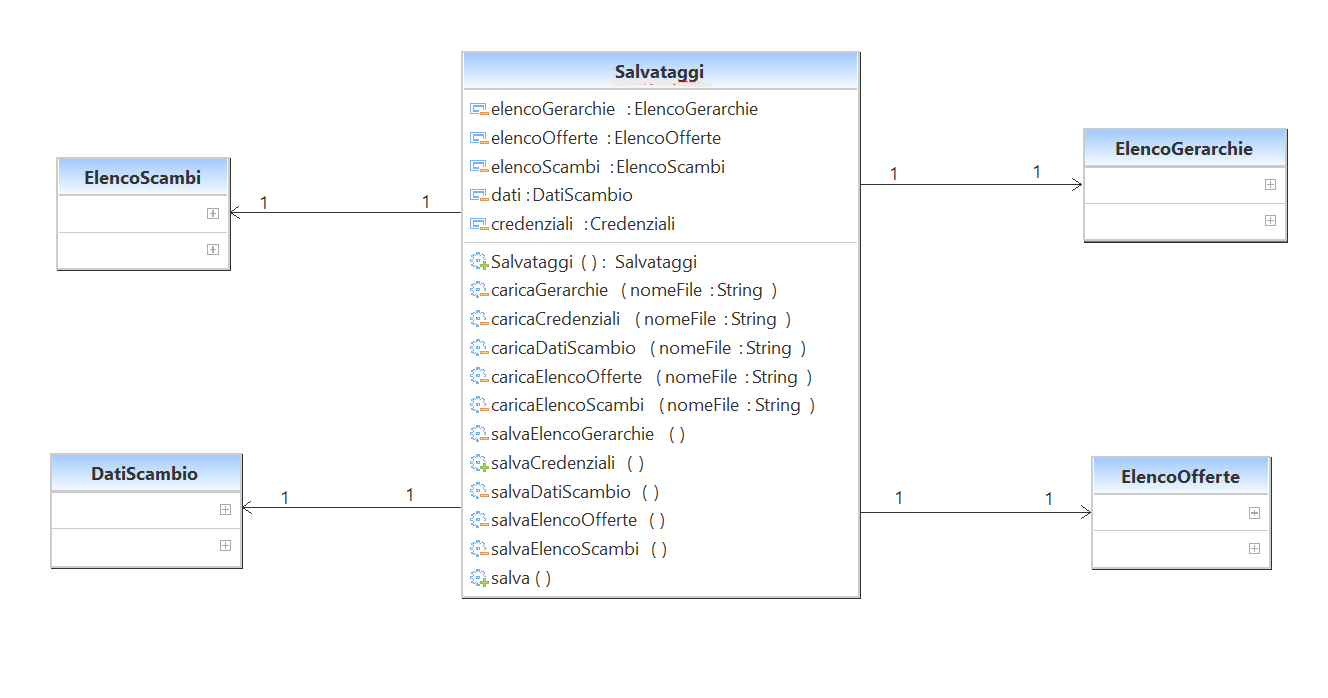 Salvataggi
elencoGerarchie : ElencoGerarchie
elencoOfferte : ElencoOfferte
elencoScambi : ElencoScambi
dati : DatiScambio
credenziali : Credenziali
Salvataggi ( ) : Salvataggi
caricaGerarchie ( nomeFile : String )
caricaCredenziali ( nomeFile : String )
caricaDatiScambio ( nomeFile : String )
caricaElencoOfferte ( nomeFile : String )
caricaElencoScambi ( nomeFile : String )
salvaElencoGerarchie ( )
salvaCredenziali ( )
salvaDatiScambio ( )
salvaElencoOfferte ( )
salvaElencoScambi ( )
salva ( )
ElencoScambi
1 1
ElencoGerarchie
1 1
DatiScambio
1 1
ElencoOfferte
1 1